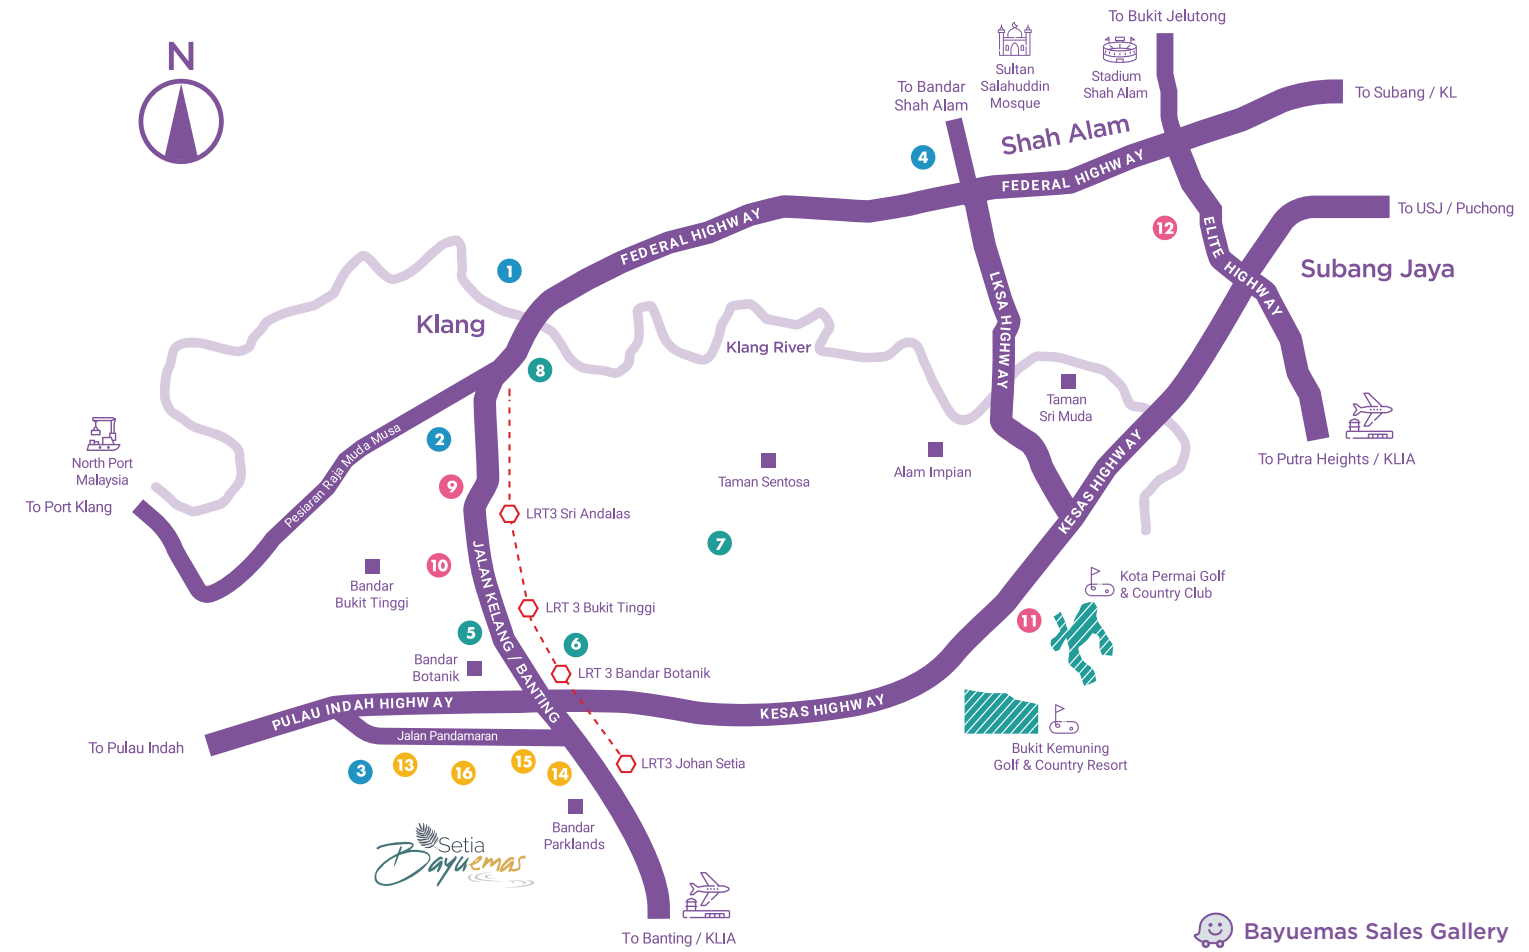 To Bukit Jelutong
N
Sultan
Salahuddin
Mosque
Stadium
Shah Alam
To Bandar
Shah Alam
To Subang / KL
Shah Alam
4
FEDERAL HIGHWAY
To USJ / Puchong
12
ELITE HIGHWAY
FEDERAL HIGHWAY
Subang Jaya
1
LKSA HIGHWAY
Klang
Klang River
8
Taman
Sri Muda
2
Pesiaran Raja Muda Musa
North Port
Malaysia
Alam Impian
Taman Sentosa
To Putra Heights / KLIA
KESAS HIGHWAY
9
To Port Klang
LRT3 Sri Andalas
7
10
Bandar
Bukit Tinggi
JALAN KELANG / BANTING
Kota Permai Golf
& Country Club
LRT 3 Bukit Tinggi
11
5
6
Bandar
Botanik
LRT 3 Bandar Botanik
PULAU INDAH HIGHWAY
KESAS HIGHWAY
Jalan Pandamaran
To Pulau Indah
Bukit Kemuning
Golf & Country Resort
LRT3 Johan Setia
3
13
16
15
14
Bandar
Parklands
Setia
Bayuemas
To Banting / KLIA
Bayuemas Sales Gallery